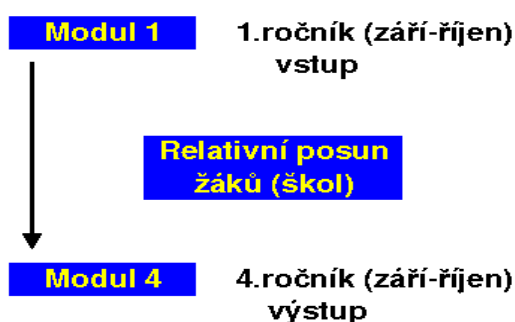 Modul 1
1.ročník (září-říjen)
vstup
Relativní posun
žáků (škol)
Modul 4
4.ročník (září-říjen)
výstup